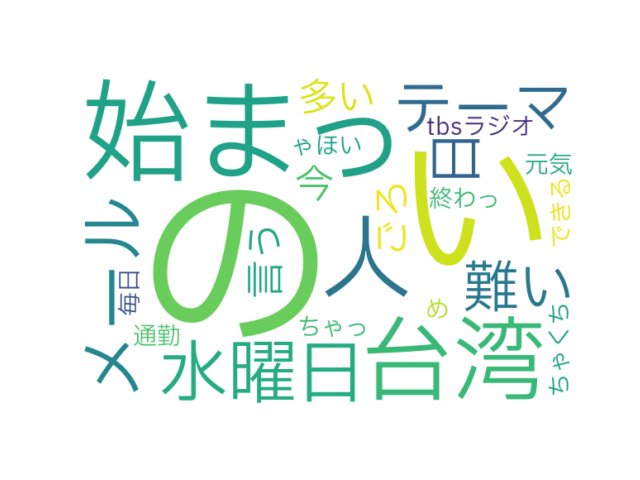 始まっ
多い
テーマ
tbsラジオ
ゃほい
日
今
元気
い
の
人
ごろ
終わっ
できる
言う
メール
毎日
難い
め
通勤
ちゃっ
水曜日
台湾
ちゃくち